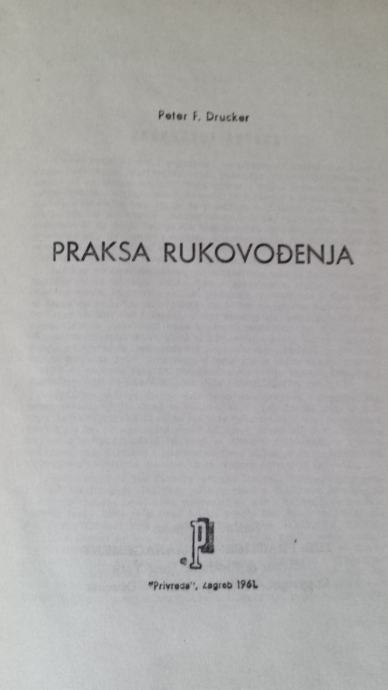 Peter F. Drucker
PRAKSA RUKOVOĐENJA
P
"Privreda", Zagreb 1961.